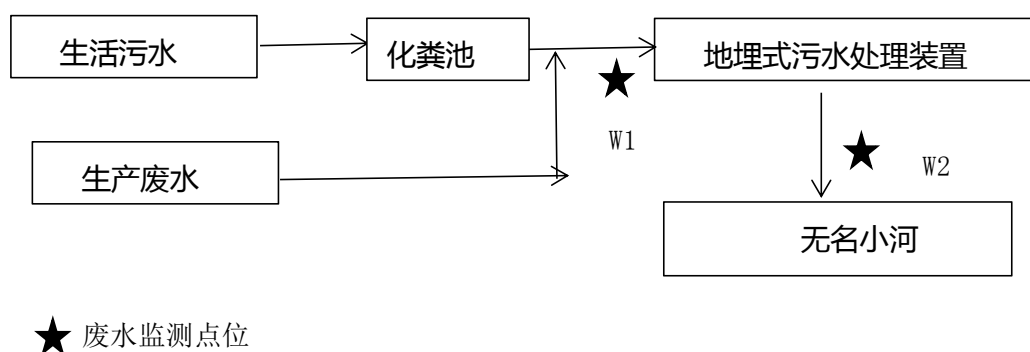 生活污水
化粪池
地埋式污水处理装置
W1
生产废水
W2
无名小河
废水监测点位